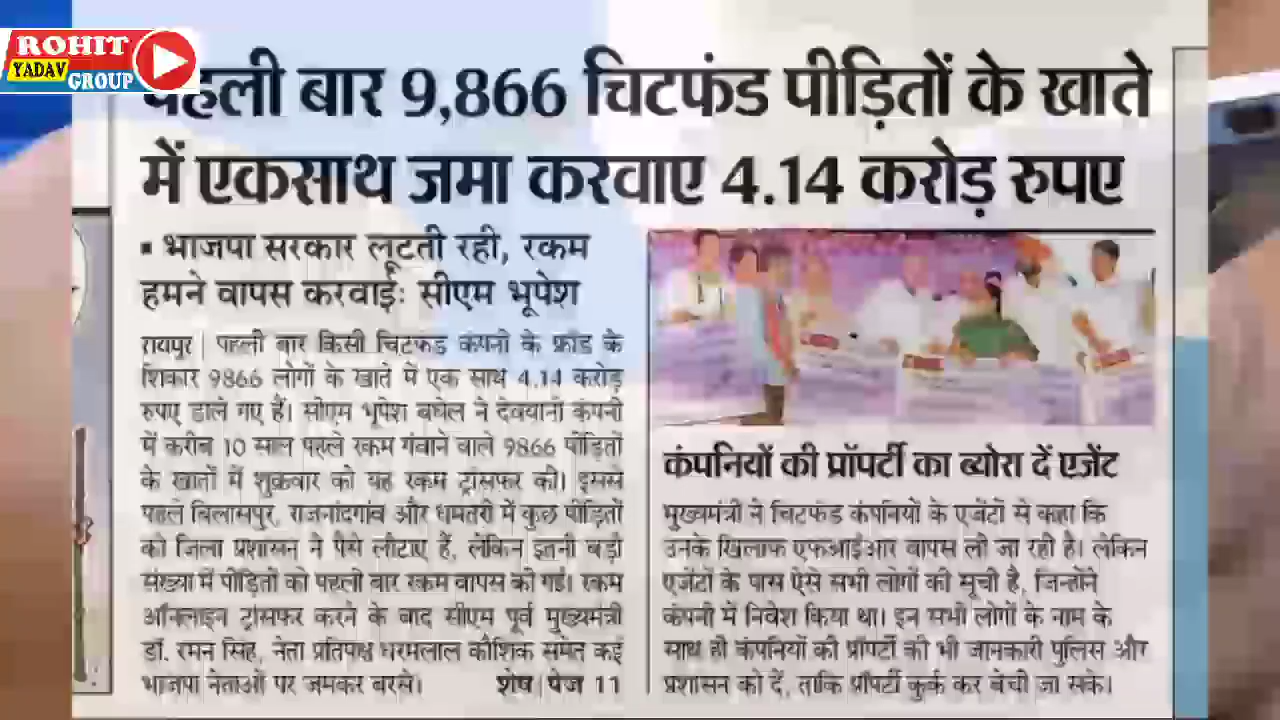 ROHIT
YADAV
GROUP
पहली बार 9,866 चिटफंड पीड़ितों के खाते
में एकसाथ जमा करवाए 4.14 करोड़ रुपए
▪ भाजपा सरकार लूटती रही, रकम
हमने वापस करवाई: सीएम भूपेश
रायपुर | पहली बार किसी चिटफंड कंपनी के फ्रॉड के
शिकार 9866 लोगों के खाते में एक साथ 4.14 करोड़
रुपए डाले गए हैं। सीएम भूपेश बघेल ने देवयानी कंपनी
में करीब 10 साल पहले रकम गंवाने वाले 9866 पीड़ितों
के खातों में शुक्रवार को यह रकम ट्रांसफर की। इससे
पहले बिलासपुर, राजनांदगांव और धमतरी में कुछ पीड़ितों
को जिला प्रशासन ने पैसे लौटाए हैं, लेकिन इतनी बड़ी
संख्या में पीड़ितों को पहली बार रकम वापस की गई। रकम
ऑनलाइन ट्रांसफर करने के बाद सीएम पूर्व मुख्यमंत्री
डॉ. रमन सिंह, नेता प्रतिपक्ष धरमलाल कौशिक समेत कई
भाजपा नेताओं पर जमकर बरसे। शेष | पेज 11
कंपनियों की प्रॉपर्टी का ब्योरा दें एजेंट
मुख्यमंत्री ने चिटफंड कंपनियों के एजेंटों से कहा कि
उनके खिलाफ एफआईआर वापस ली जा रही है। लेकिन
एजेंटों के पास ऐसे सभी लोगों की सूची है, जिन्होंने
कंपनी में निवेश किया था। इन सभी लोगों के नाम के
साथ ही कंपनियों की प्रॉपर्टी की भी जानकारी पुलिस और
प्रशासन को दें, ताकि प्रॉपर्टी कुर्क कर बेची जा सके।